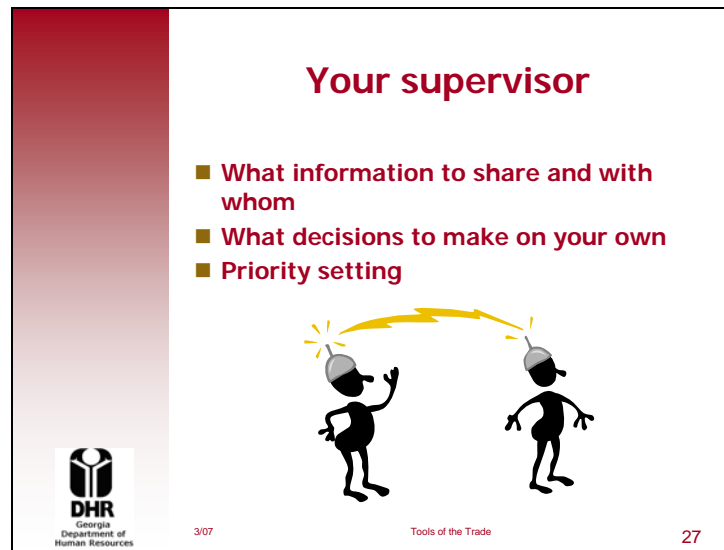 Your supervisor
What information to share and with
whom
What decisions to make on your own
Priority setting
DHR
Georgia
Department of
Human Resources
3/07
Tools of the Trade
27